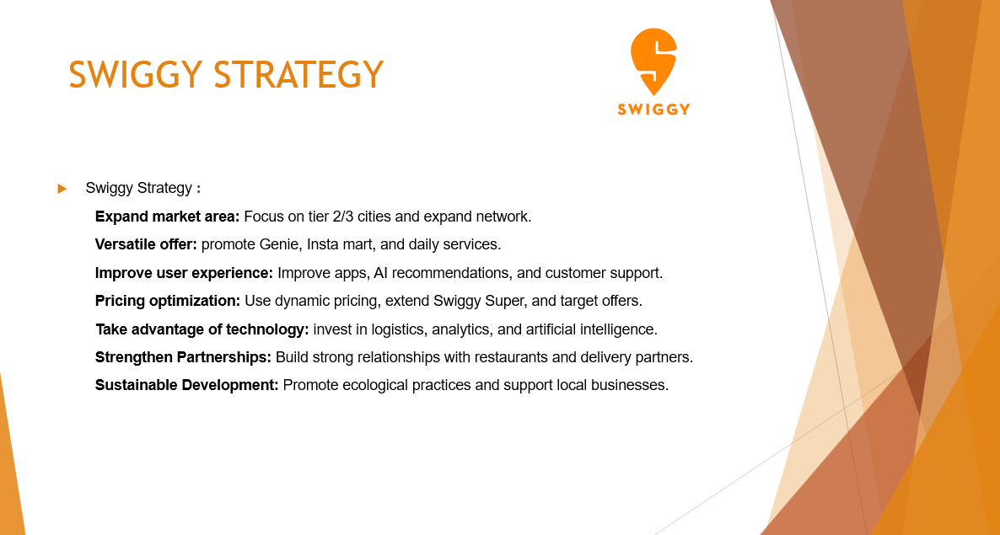 SWIGGY STRATEGY
SWIGGY
Swiggy Strategy :
Expand market area: Focus on tier 2/3 cities and expand network.
Versatile offer: promote Genie, Insta mart, and daily services.
Improve user experience: Improve apps, AI recommendations, and customer support.
Pricing optimization: Use dynamic pricing, extend Swiggy Super, and target offers.
Take advantage of technology: invest in logistics, analytics, and artificial intelligence.
Strengthen Partnerships: Build strong relationships with restaurants and delivery partners.
Sustainable Development: Promote ecological practices and support local businesses.